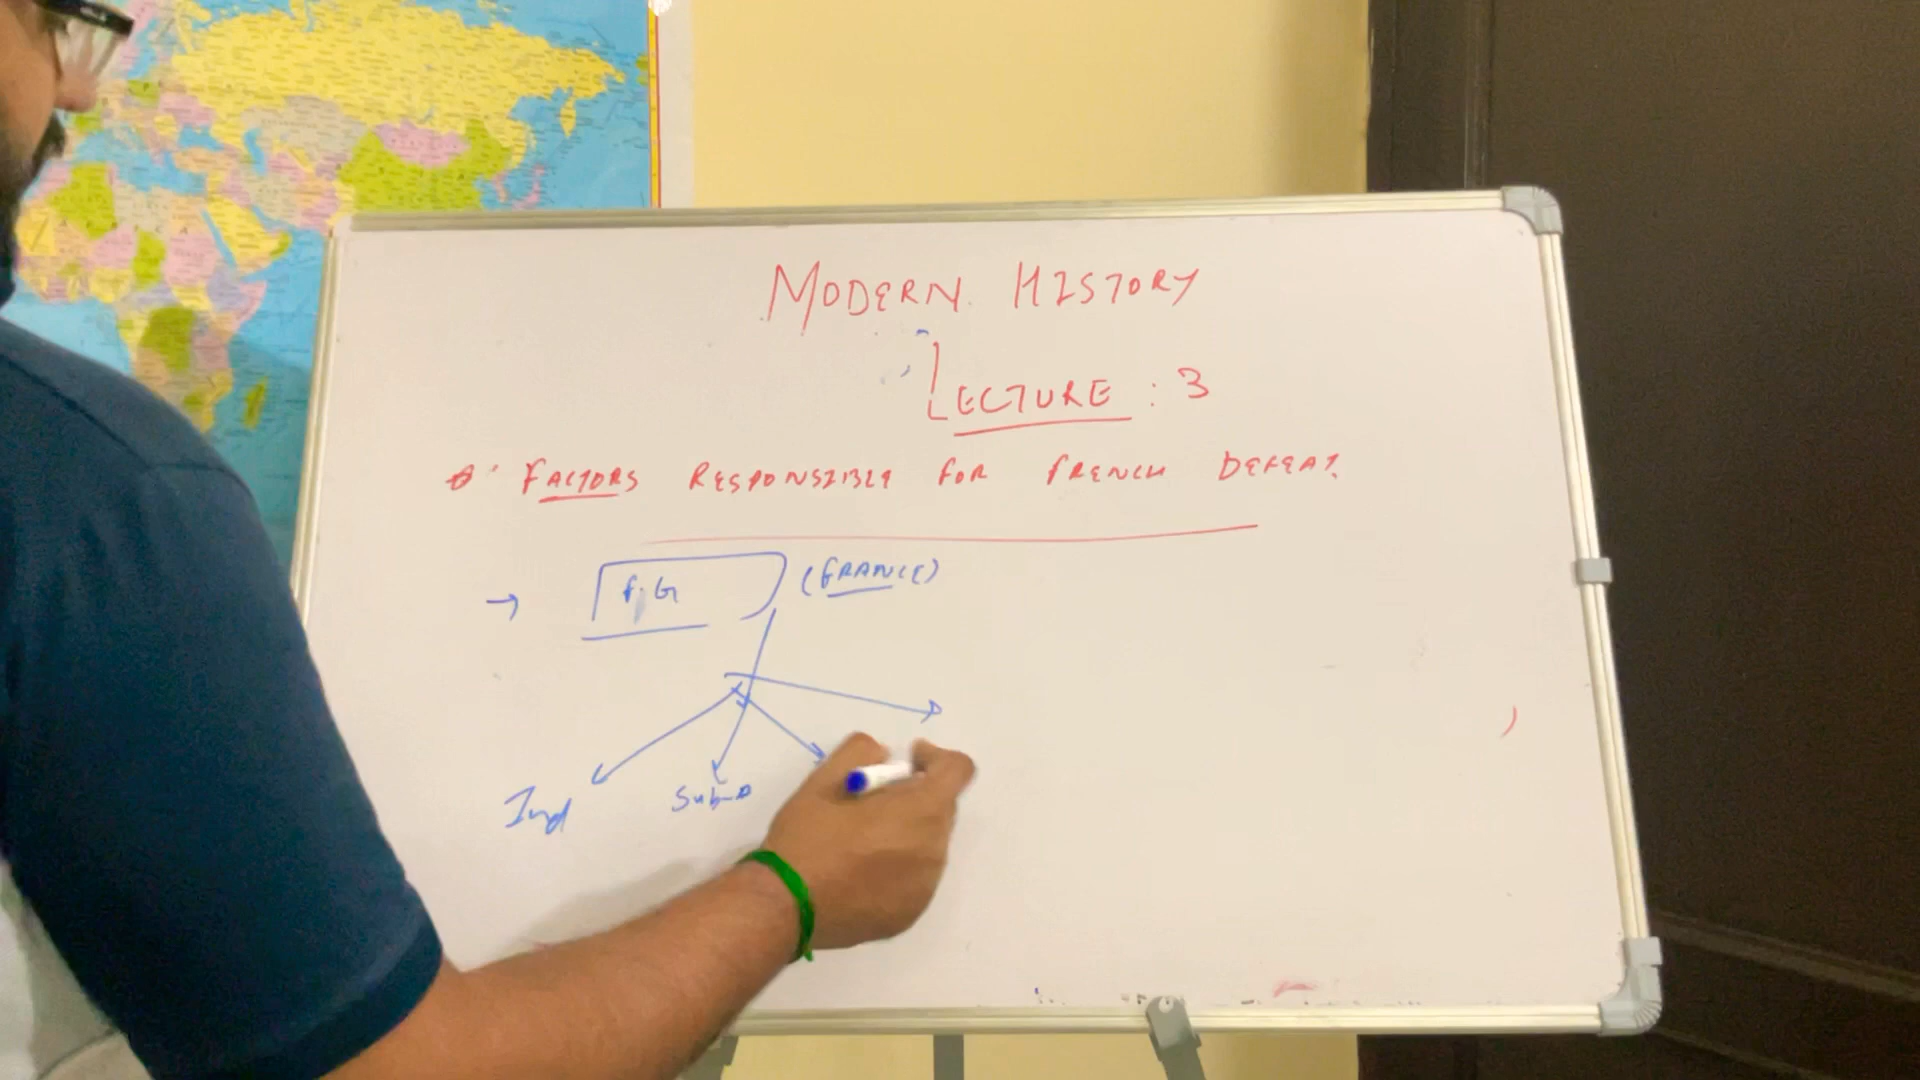 MODERN HISTORY
LECTURE : 3
FACTORS RESPONSIBLE FOR FRENCH DEFEAT.
→ F.G (FRANCE)
Ind Sub-